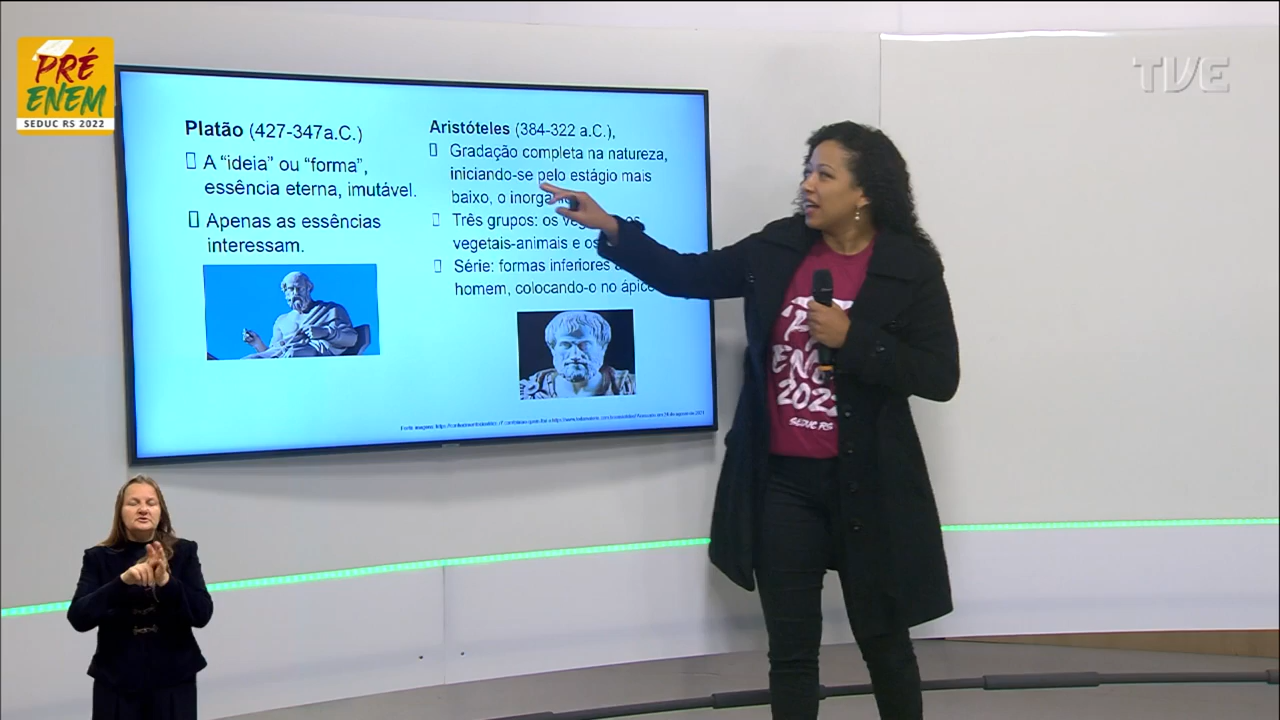 PRÉ
ENEM
SEDUC RS 2022
TVE
Platão (427-347a.C.)
A “ideia” ou “forma”,
essência eterna, imutável.
Apenas as essências
interessam.
Aristóteles (384-322 a.C.),
Gradação completa na natureza,
iniciando-se pelo estágio mais
baixo, o
Três grupos: os
vegetais-animais e os
Série: formas inferiores
homem, colocando-o no ápice
2022
SEDUC RS